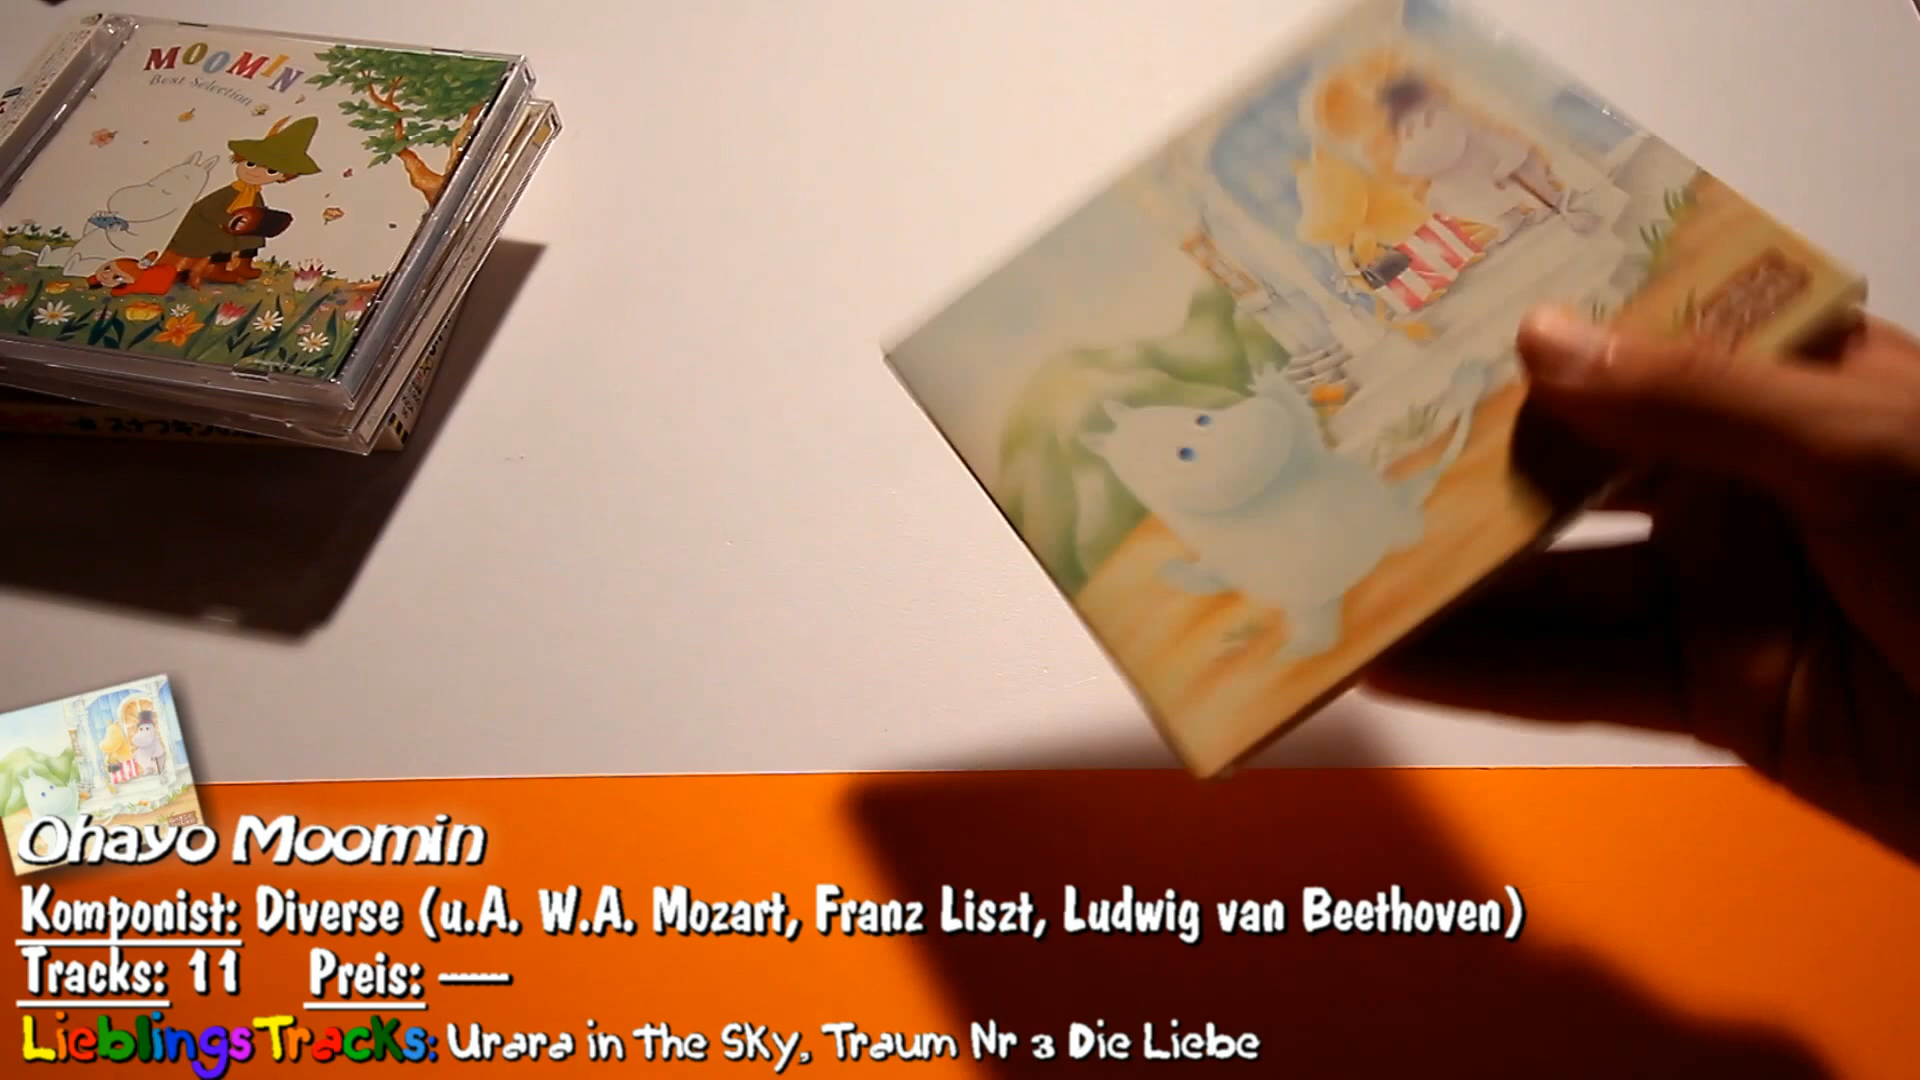 MOOMIN
Best Selection
Ohayo Moomin
Komponist: Diverse (u.A. W.A. Mozart, Franz Liszt, Ludwig van Beethoven)
Tracks: 11 Preis: -----
LieblingsTracks: Urara in the Sky, Traum Nr 3 Die Liebe